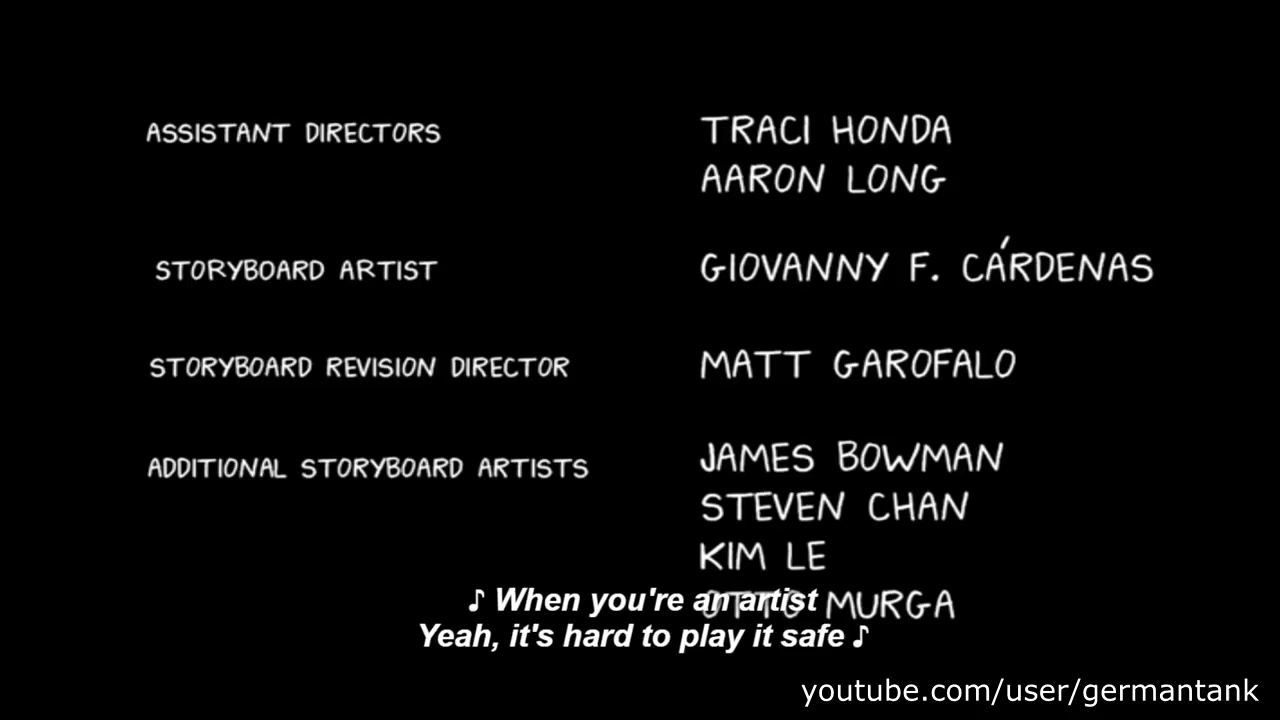 ASSISTANT DIRECTORS TRACI HONDA
AARON LONG
STORYBOARD ARTIST GIOVANNY F. CÁRDENAS
STORYBOARD REVISION DIRECTOR MATT GAROFALO
ADDITIONAL STORYBOARD ARTISTS JAMES BOWMAN
STEVEN CHAN
KIM LE
OTTO MURGA
♪ When you're an artist
Yeah, it's hard to play it safe ♪
youtube.com/user/germantank